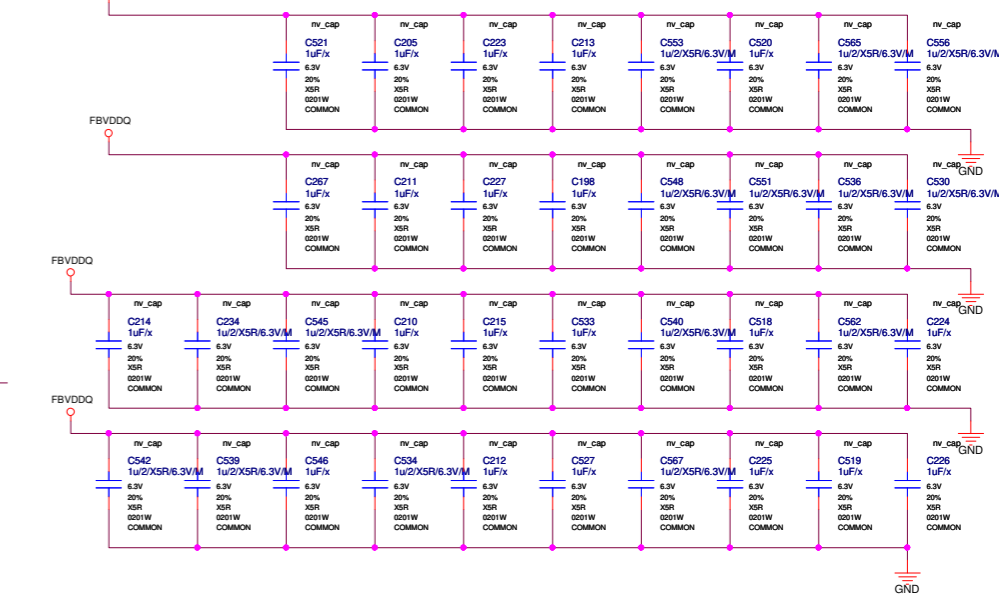 nv_cap nv_cap nv_cap nv_cap nv_cap nv_cap nv_cap nv_cap
C521 C205 C223 C213 C553 C520 C565 C556
1uF/x 1uF/x 1uF/x 1uF/x 1u/2/X5R/6.3V/M 1uF/x 1u/2/X5R/6.3V/M 1u/2/X5R/6.3V/M
6.3V 6.3V 6.3V 6.3V 6.3V 6.3V 6.3V 6.3V
20% 20% 20% 20% 20% 20% 20% 20%
X5R X5R X5R X5R X5R X5R X5R X5R
0201W 0201W 0201W 0201W 0201W 0201W 0201W 0201W
COMMON COMMON COMMON COMMON COMMON COMMON COMMON COMMON
FBVDDQ
GND
nv_cap nv_cap nv_cap nv_cap nv_cap nv_cap nv_cap nv_cap
C267 C211 C227 C198 C548 C551 C536 C530
1uF/x 1uF/x 1uF/x 1uF/x 1u/2/X5R/6.3V/M 1u/2/X5R/6.3V/M 1u/2/X5R/6.3V/M 1u/2/X5R/6.3V/M
6.3V 6.3V 6.3V 6.3V 6.3V 6.3V 6.3V 6.3V
20% 20% 20% 20% 20% 20% 20% 20%
X5R X5R X5R X5R X5R X5R X5R X5R
0201W 0201W 0201W 0201W 0201W 0201W 0201W 0201W
COMMON COMMON COMMON COMMON COMMON COMMON COMMON COMMON
FBVDDQ
GND
nv_cap nv_cap nv_cap nv_cap nv_cap nv_cap nv_cap nv_cap nv_cap nv_cap
C214 C234 C545 C210 C215 C533 C540 C518 C562 C224
1uF/x 1u/2/X5R/6.3V/M 1u/2/X5R/6.3V/M 1uF/x 1uF/x 1uF/x 1u/2/X5R/6.3V/M 1uF/x 1u/2/X5R/6.3V/M 1uF/x
6.3V 6.3V 6.3V 6.3V 6.3V 6.3V 6.3V 6.3V 6.3V 6.3V
20% 20% 20% 20% 20% 20% 20% 20% 20% 20%
X5R X5R X5R X5R X5R X5R X5R X5R X5R X5R
0201W 0201W 0201W 0201W 0201W 0201W 0201W 0201W 0201W 0201W
COMMON COMMON COMMON COMMON COMMON COMMON COMMON COMMON COMMON COMMON
FBVDDQ
GND
nv_cap nv_cap nv_cap nv_cap nv_cap nv_cap nv_cap nv_cap nv_cap nv_cap
C542 C539 C546 C534 C212 C527 C567 C225 C519 C226
1u/2/X5R/6.3V/M 1u/2/X5R/6.3V/M 1uF/x 1u/2/X5R/6.3V/M 1uF/x 1uF/x 1u/2/X5R/6.3V/M 1uF/x 1uF/x 1uF/x
6.3V 6.3V 6.3V 6.3V 6.3V 6.3V 6.3V 6.3V 6.3V 6.3V
20% 20% 20% 20% 20% 20% 20% 20% 20% 20%
X5R X5R X5R X5R X5R X5R X5R X5R X5R X5R
0201W 0201W 0201W 0201W 0201W 0201W 0201W 0201W 0201W 0201W
COMMON COMMON COMMON COMMON COMMON COMMON COMMON COMMON COMMON COMMON
GND